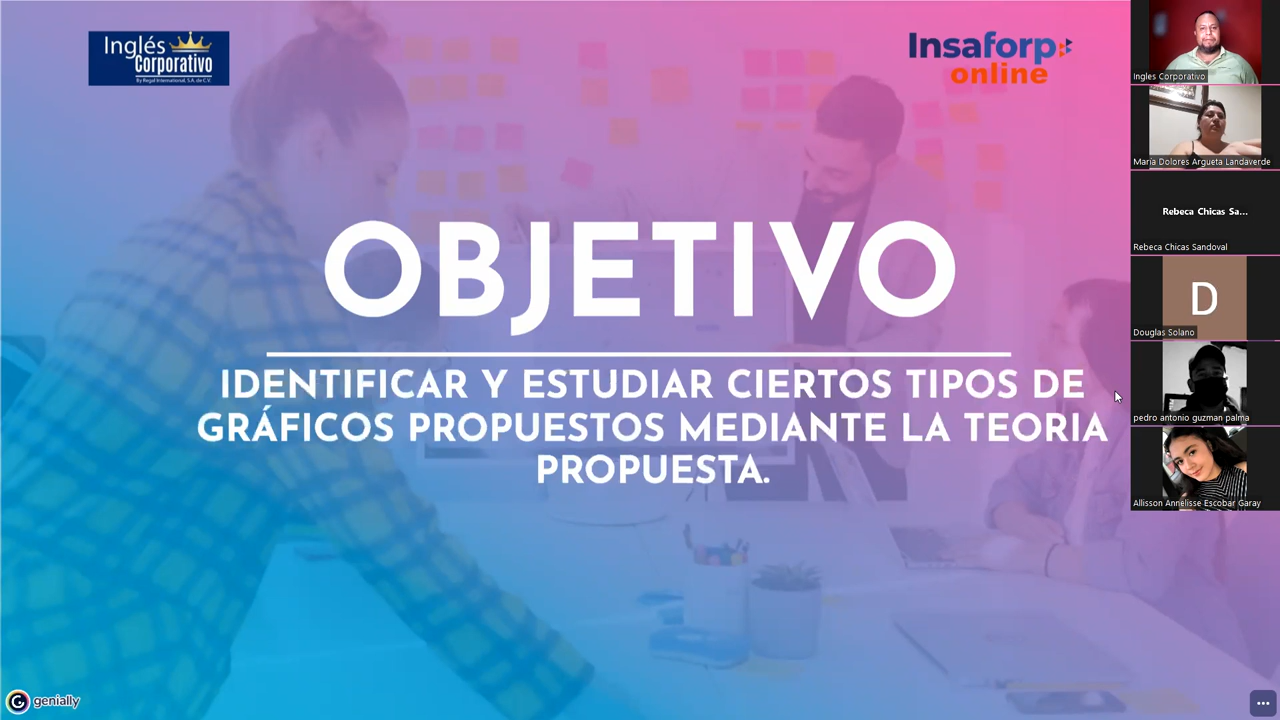 Inglés
Corporativo
By Regal International, S.A. de C.V.
Insaforp
online
OBJETIVO
IDENTIFICAR Y ESTUDIAR CIERTOS TIPOS DE
GRÁFICOS PROPUESTOS MEDIANTE LA TEORIA
PROPUESTA.
genially
Ingles Corporativo
María Dolores Argueta Landaverde
Rebeca Chicas Sa...
Rebeca Chicas Sandoval
D
Douglas Solano
pedro antonio guzman palma
Allisson Annelisse Escobar Garay